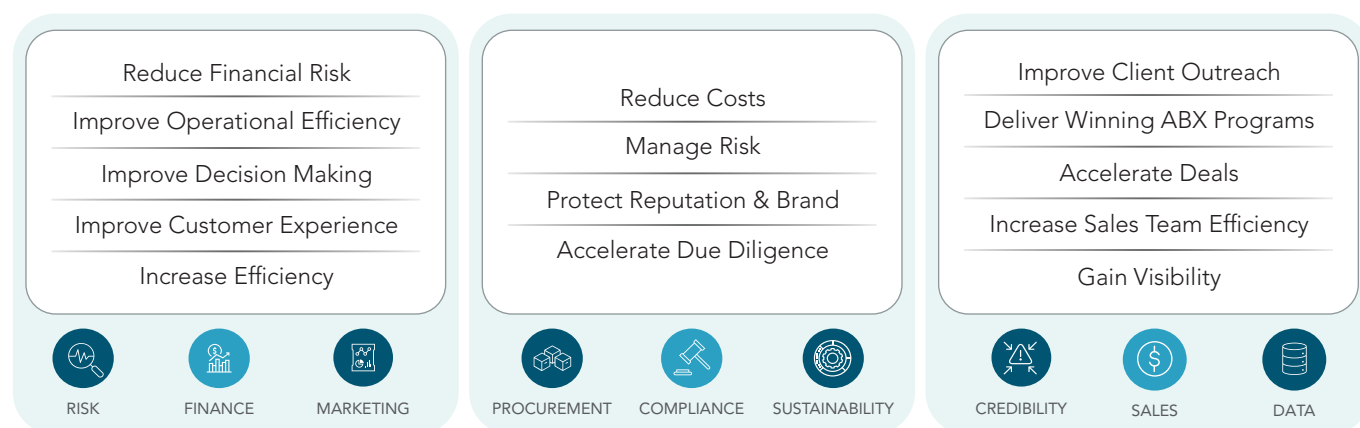 Reduce Financial Risk
Improve Operational Efficiency
Improve Decision Making
Improve Customer Experience
Increase Efficiency
RISK
FINANCE
MARKETING
Reduce Costs
Manage Risk
Protect Reputation & Brand
Accelerate Due Diligence
PROCUREMENT
COMPLIANCE
SUSTAINABILITY
Improve Client Outreach
Deliver Winning ABX Programs
Accelerate Deals
Increase Sales Team Efficiency
Gain Visibility
CREDIBILITY
SALES
DATA